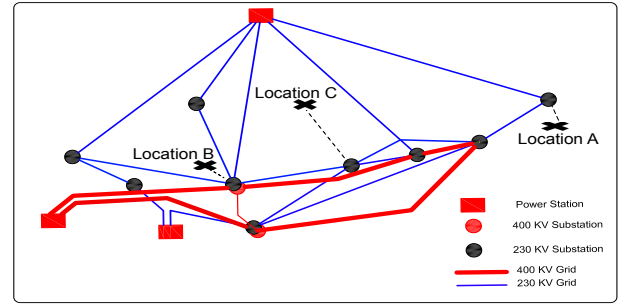 Location C
Location A
Location B
Power Station
400 KV Substation
230 KV Substation
400 KV Grid
230 KV Grid